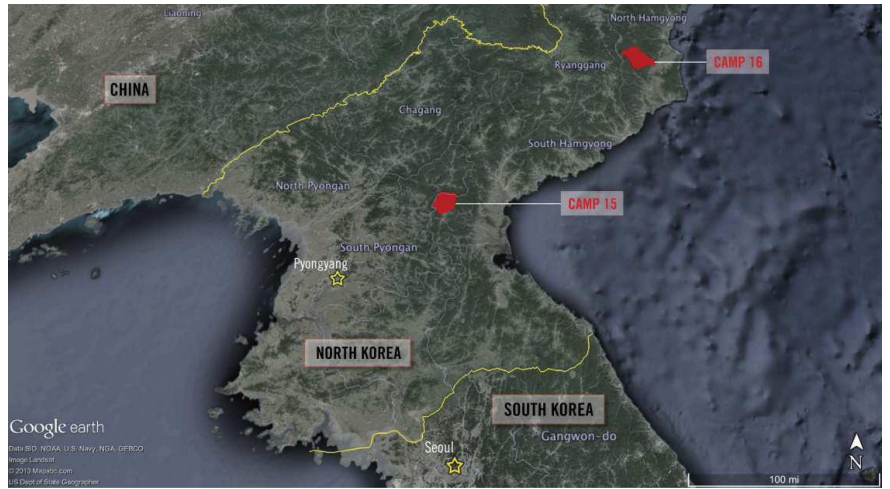 Liaoning
North Hamgyong
CHINA
Ryanggang
CAMP 16
Chagang
South Hamgyong
North Pyongan
CAMP 15
South Pyongan
Pyongyang
NORTH KOREA
SOUTH KOREA
Gangwon-do
Seoul
Google earth
Data SIO, NOAA, U.S. Navy, NGA, GEBCO
Image Landsat
© 2013 Mapabc.com
US Dept of State Geographer
N
100 mi